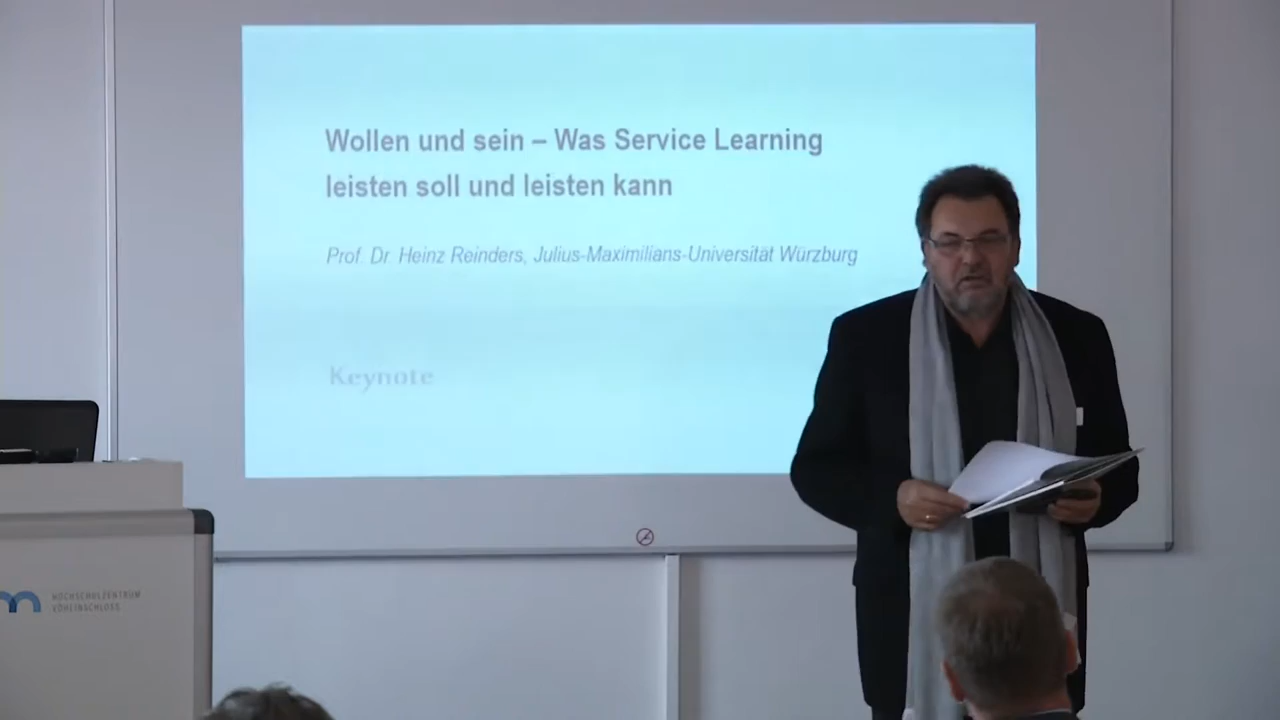 Wollen und sein – Was Service Learning
leisten soll und leisten kann
Prof. Dr. Heinz Reinders, Julius-Maximilians-Universität Würzburg
Keynote
HOCHSCHULZENTRUM
VÖHLINSCHLOSS